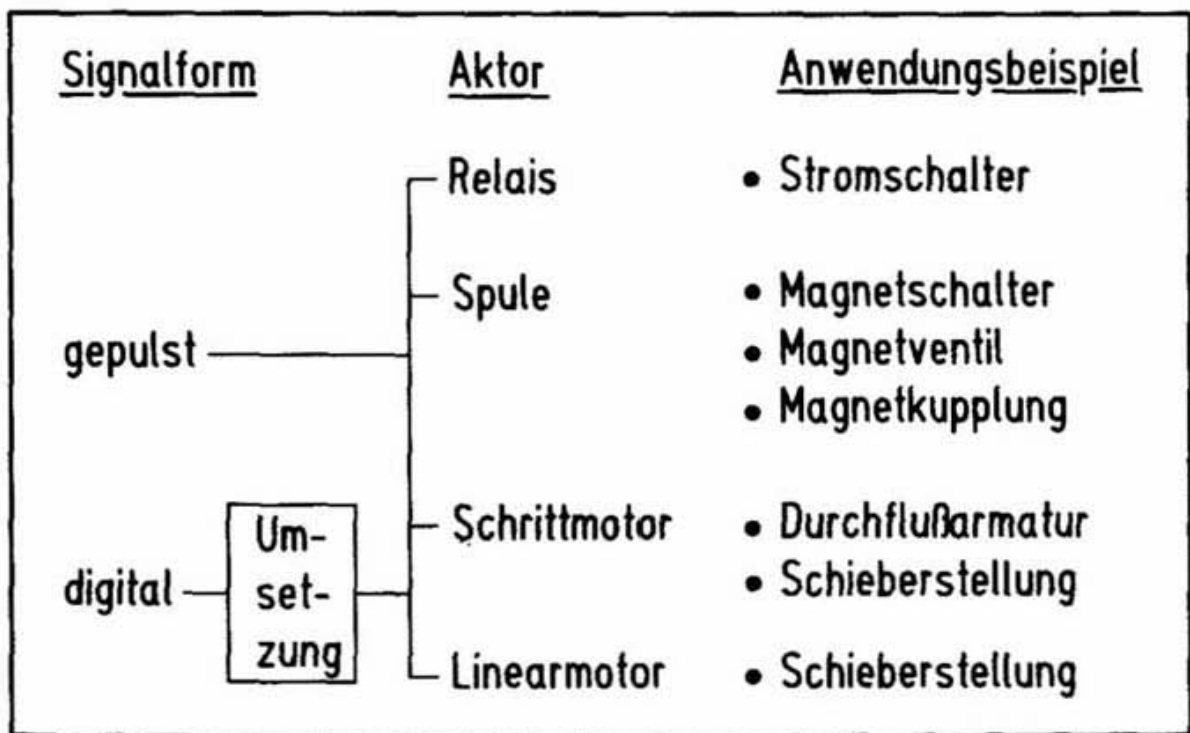 Signalform Aktor Anwendungsbeispiel
Relais • Stromschalter
Spule • Magnetschalter
gepulst • Magnetventil
• Magnetkupplung
Schrittmotor • Durchflußarmatur
digital Um-
set-
zung • Schieberstellung
Linearmotor • Schieberstellung